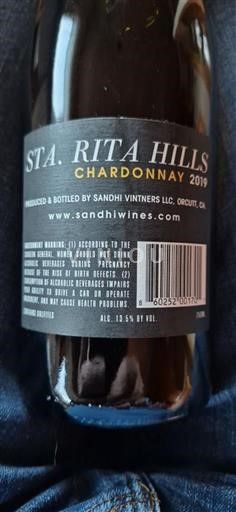 STA. RITA HILLS
CHARDONNAY 2019
PRODUCED & BOTTLED BY SANDHI VINTNERS LLC, ORCUTT, CA.
www.sandhiwines.com
GOVERNMENT WARNING: (1) ACCORDING TO THE
SURGEON GENERAL, WOMEN SHOULD NOT DRINK
ALCOHOLIC BEVERAGES DURING PREGNANCY
BECAUSE OF THE RISK OF BIRTH DEFECTS. (2)
CONSUMPTION OF ALCOHOLIC BEVERAGES IMPAIRS
YOUR ABILITY TO DRIVE A CAR OR OPERATE
MACHINERY, AND MAY CAUSE HEALTH PROBLEMS
CONTAINS SULFITES
ALC. 13.5% BY VOL.
750ML